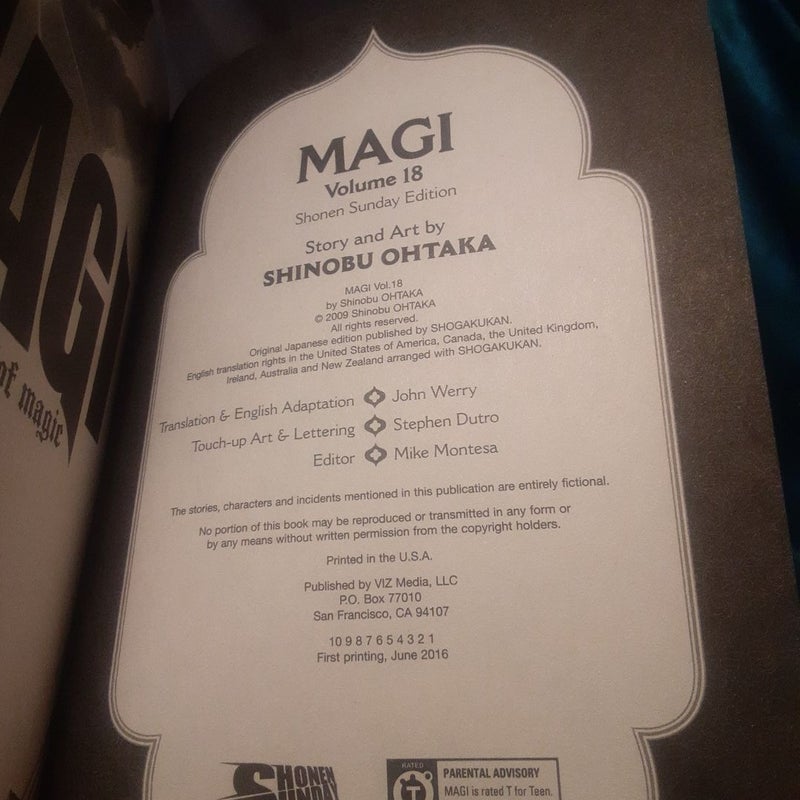 AGI
of magic
MAGI
Volume 18
Shonen Sunday Edition
Story and Art by
SHINOBU OHTAKA
MAGI Vol.18
by Shinobu OHTAKA
© 2009 Shinobu OHTAKA
All rights reserved.
Original Japanese edition published by SHOGAKUKAN.
English translation rights in the United States of America, Canada, the United Kingdom,
Ireland, Australia and New Zealand arranged with SHOGAKUKAN.
Translation & English Adaptation John Werry
Touch-up Art & Lettering Stephen Dutro
Editor Mike Montesa
The stories, characters and incidents mentioned in this publication are entirely fictional.
No portion of this book may be reproduced or transmitted in any form or
by any means without written permission from the copyright holders.
Printed in the U.S.A.
Published by VIZ Media, LLC
P.O. Box 77010
San Francisco, CA 94107
10 9 8 7 6 5 4 3 2 1
First printing, June 2016
SHONEN
SUNDAY
RATED
T
PARENTAL ADVISORY
MAGI is rated T for Teen.